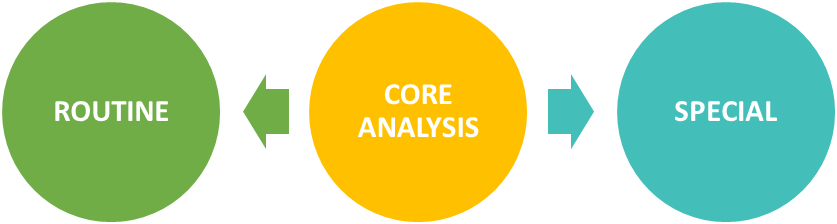 ROUTINE
CORE
ANALYSIS
SPECIAL